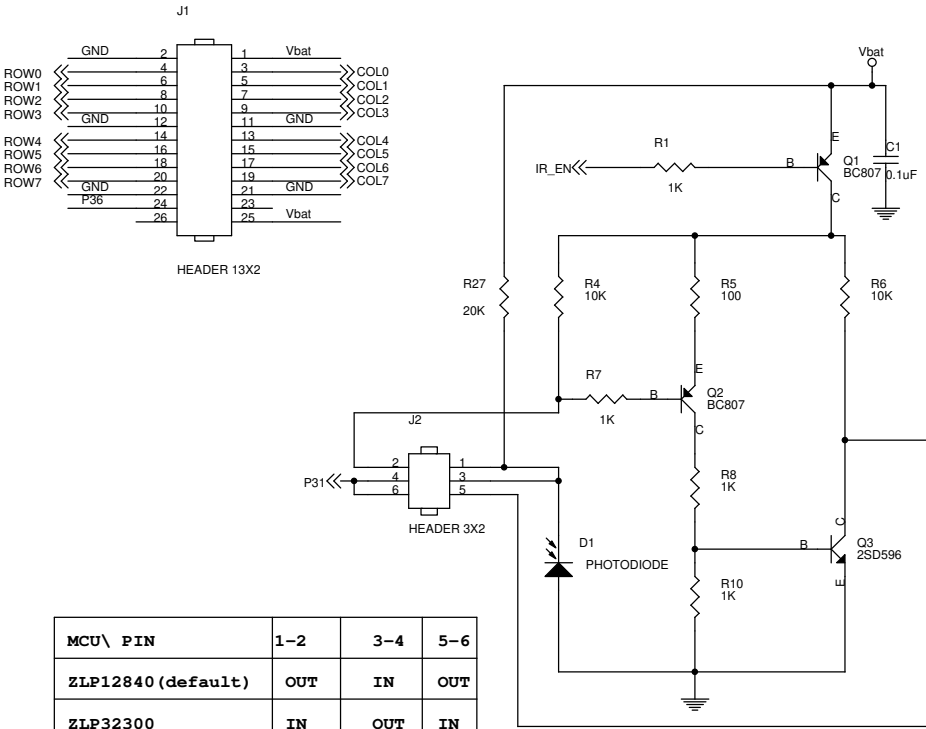 J1
GND 2 1 Vbat
ROW0 4 3 COL0
ROW1 6 5 COL1
ROW2 8 7 COL2
ROW3 10 9 COL3
GND 12 11 GND
ROW4 14 13 COL4
ROW5 16 15 COL5
ROW6 18 17 COL6
ROW7 20 19 COL7
GND 22 21 GND
P36 24 23
26 25 Vbat
HEADER 13X2
Vbat
E
C1
0.1uF
R1
1K
IR_EN
B
Q1
BC807
C
R27
20K
R4
10K
R5
100
R6
10K
R7
1K
E
B
Q2
BC807
C
J2
2 1
P31 4 3
6 5
HEADER 3X2
R8
1K
D1
PHOTODIODE
C
B
Q3
2SD596
E
R10
1K
MCU\ PIN 1-2 3-4 5-6
ZLP12840(default) OUT IN OUT
ZLP32300 IN OUT IN